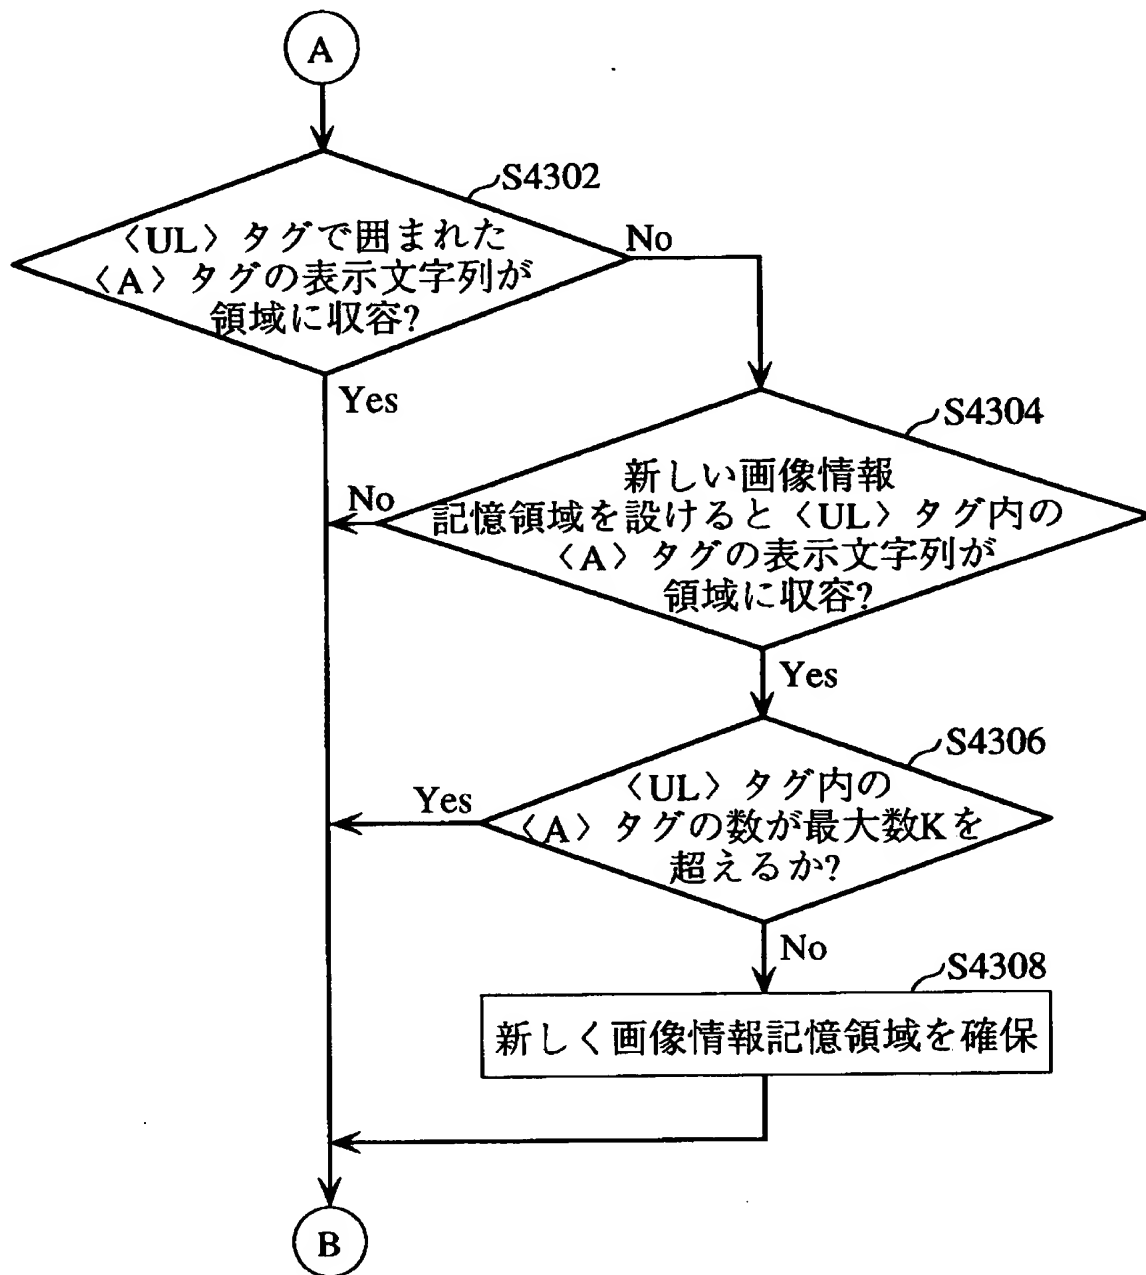 A
S4302
〈UL〉タグで囲まれた
〈A〉タグの表示文字列が
領域に収容?
No
Yes
S4304
新しい画像情報
記憶領域を設けると〈UL〉タグ内の
〈A〉タグの表示文字列が
領域に収容?
No
Yes
S4306
〈UL〉タグ内の
〈A〉タグの数が最大数Kを
超えるか?
Yes
No
S4308
新しく画像情報記憶領域を確保
B